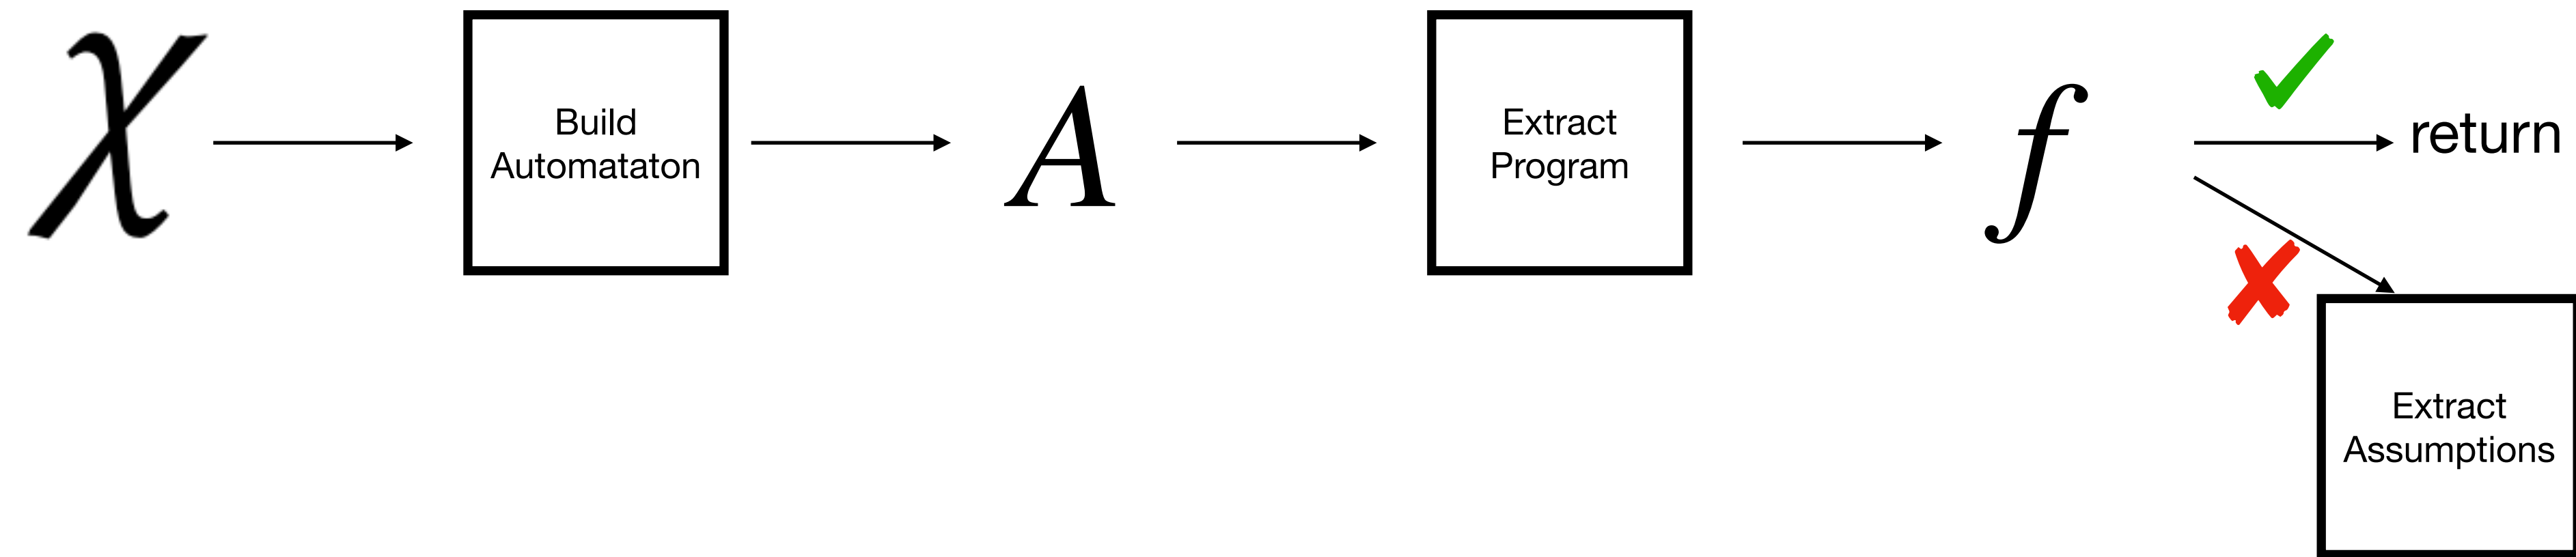 χ
Build
Automataton
A
Extract
Program
f
return
Extract
Assumptions